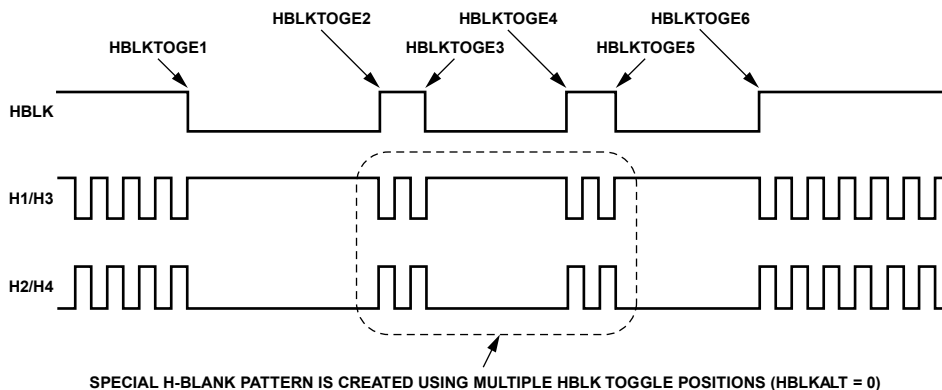 HBLKTOGE2 HBLKTOGE4 HBLKTOGE6
HBLKTOGE1 HBLKTOGE3 HBLKTOGE5
HBLK
H1/H3
H2/H4
SPECIAL H-BLANK PATTERN IS CREATED USING MULTIPLE HBLK TOGGLE POSITIONS (HBLKALT = 0)